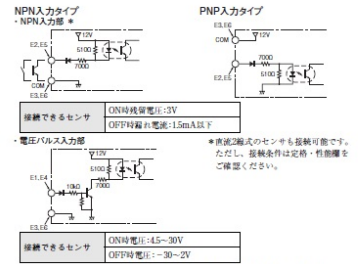 NPN入力タイプ
・NPN入力部 *
12V
E2、E5
510Ω
700Ω
COM
E3、E6
PNP入力タイプ
E3、E6
12V
COM
700Ω
510Ω
E2、E5
接続できるセンサ
ON時残留電圧：3V
OFF時漏れ電流：1.5mA以下
・電圧パルス入力部
12V
510Ω
700Ω
E1、E4
10kΩ
E3、E6
*直流2線式のセンサも接続可能です。
ただし、接続条件は定格・性能欄を
ご確認ください。
接続できるセンサ
ON時電圧：4.5～30V
OFF時電圧：－30～2V